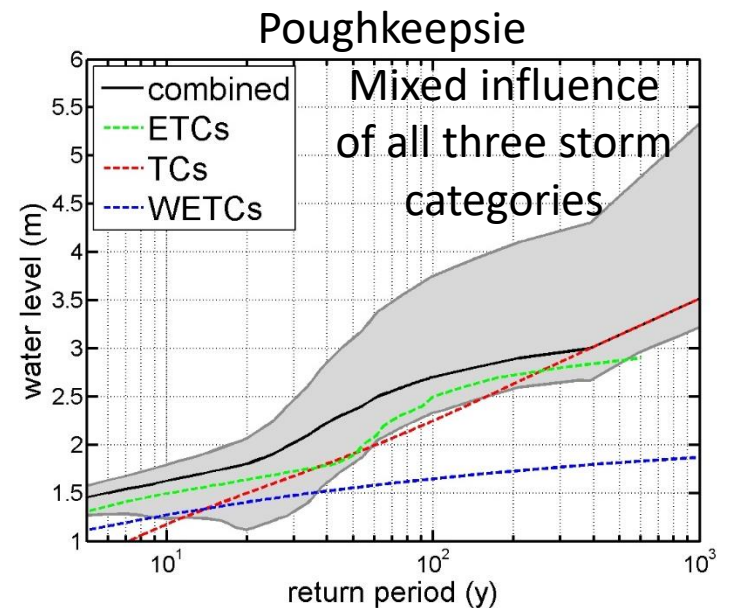 Poughkeepsie
Mixed influence
of all three storm
categories
combined
ETCs
TCs
WETCs
water level (m)
6
5.5
5
4.5
4
3.5
3
2.5
2
1.5
1
10¹
10²
10³
return period (y)